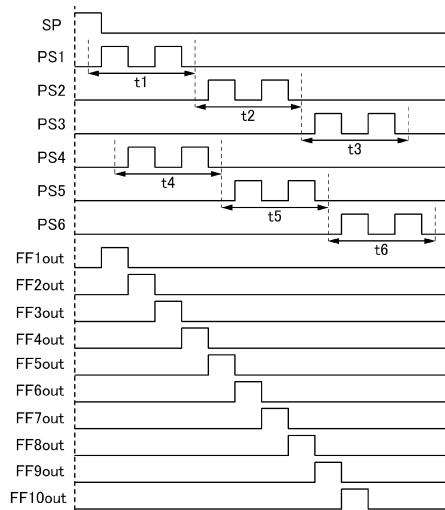 SP
PS1
t1
PS2
t2
PS3
t3
PS4
t4
PS5
t5
PS6
t6
FF1out
FF2out
FF3out
FF4out
FF5out
FF6out
FF7out
FF8out
FF9out
FF10out